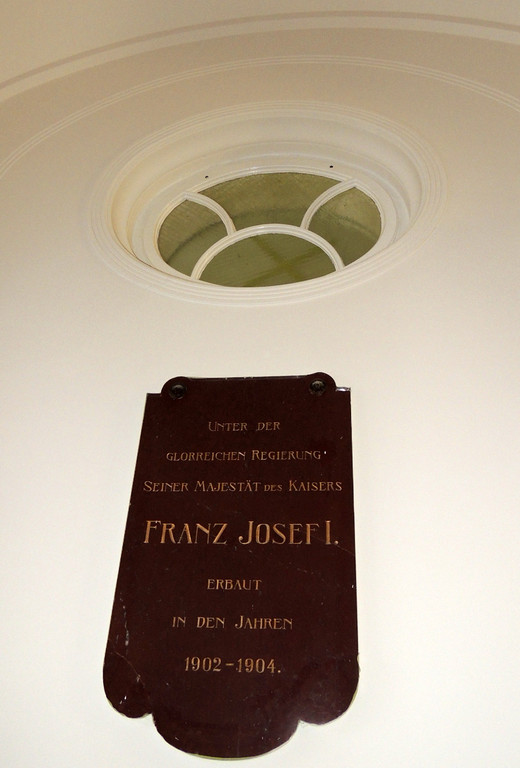 UNTER DER
GLORREICHEN REGIERUNG
SEINER MAJESTÄT DES KAISERS
FRANZ JOSEF I.
ERBAUT
IN DEN JAHREN
1902-1904.